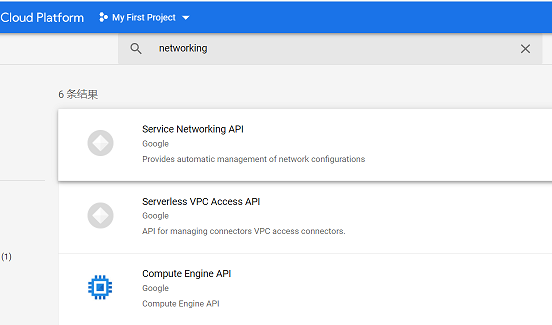 Cloud Platform
My First Project
networking
6 条结果
Service Networking API
Google
Provides automatic management of network configurations
Serverless VPC Access API
Google
API for managing connectors VPC access connectors.
(1)
Compute Engine API
Google
Compute Engine API